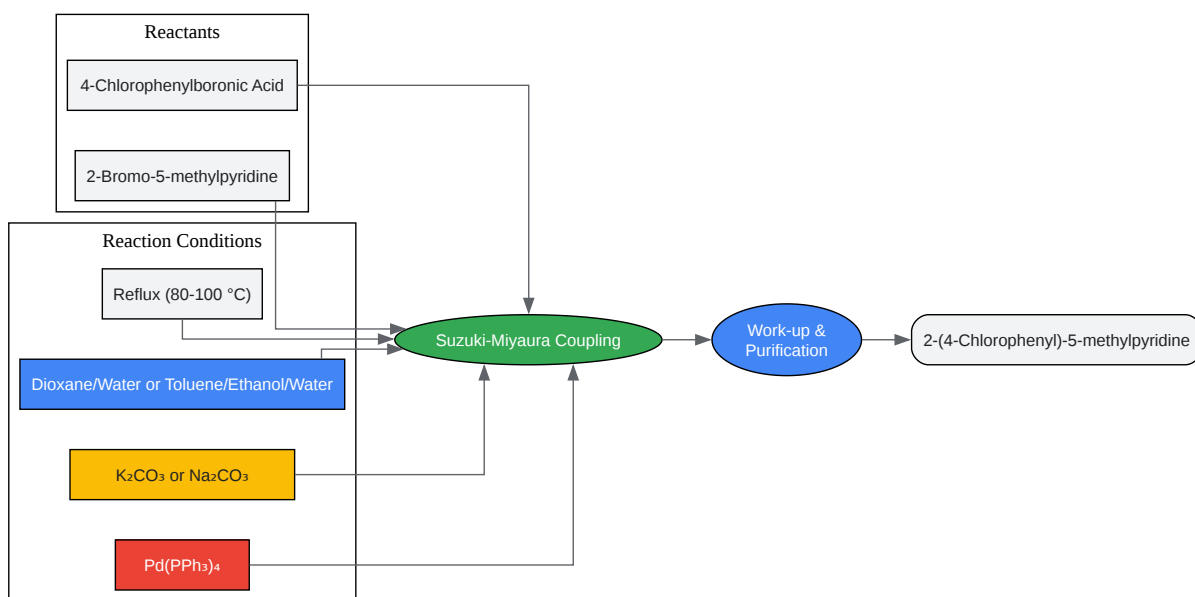 Reactants
4-Chlorophenylboronic Acid
2-Bromo-5-methylpyridine
Reaction Conditions
Reflux (80-100 °C)
Dioxane/Water or Toluene/Ethanol/Water
K₂CO₃ or Na₂CO₃
Pd(PPh₃)₄
Suzuki-Miyaura Coupling
Work-up &
Purification
2-(4-Chlorophenyl)-5-methylpyridine